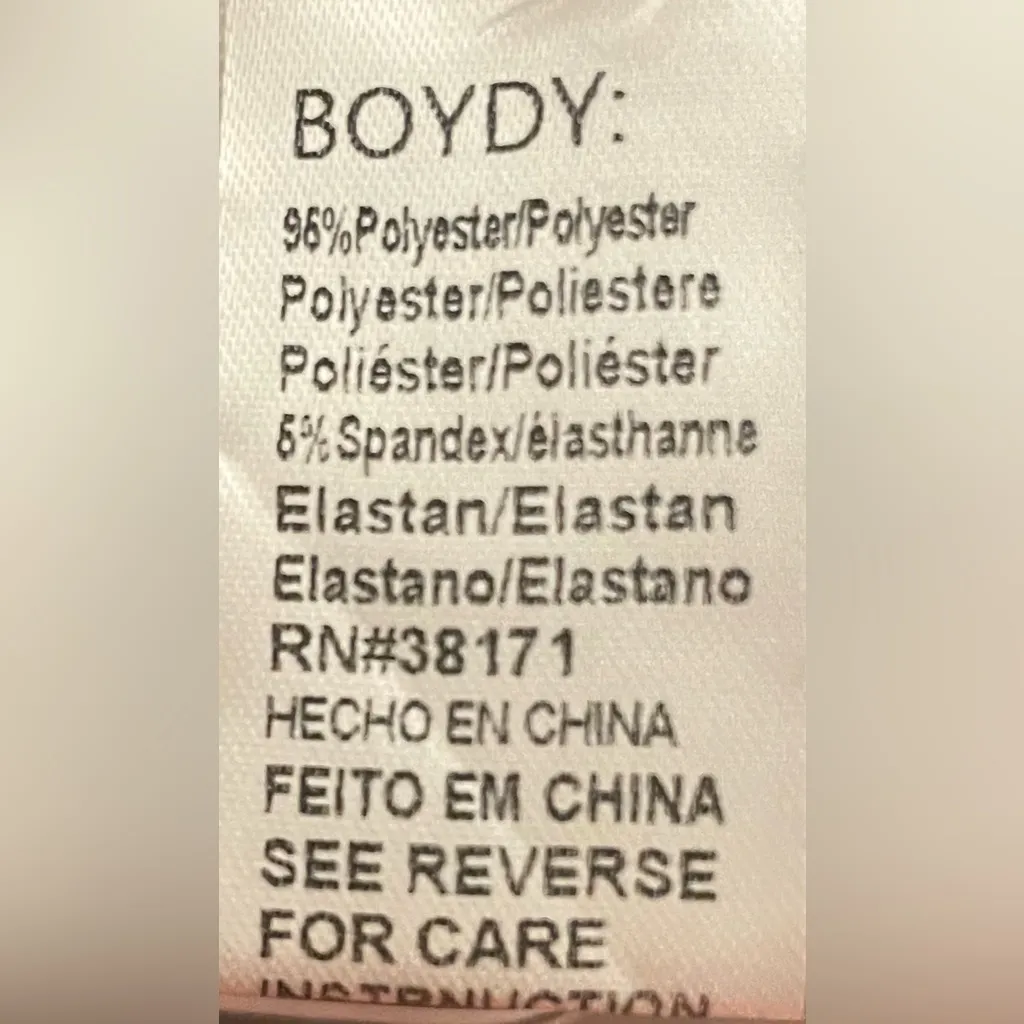 BOYDY:
95%Polyester/Polyester
Polyester/Poliestere
Poliéster/Poliéster
5%Spandex/élasthanne
Elastan/Elastan
Elastano/Elastano
RN#38171
HECHO EN CHINA
FEITO EM CHINA
SEE REVERSE
FOR CARE